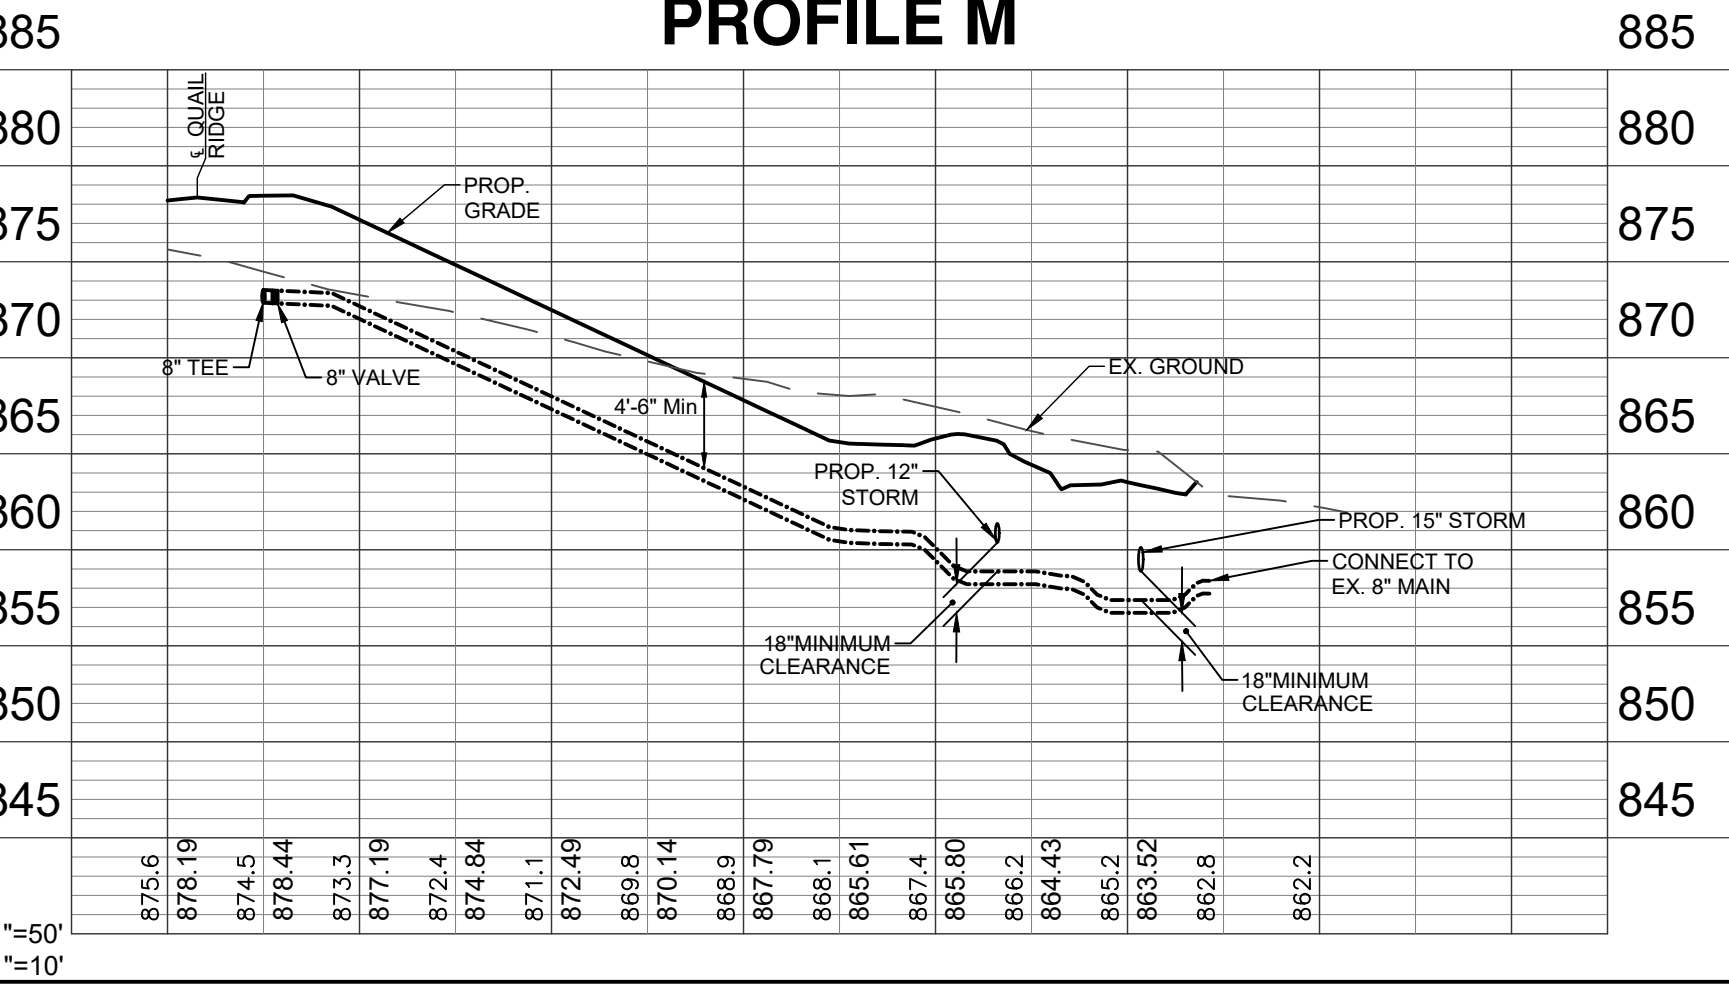 PROFILE M
885
885
880
880
875
875
870
870
865
865
860
860
855
855
850
850
845
845
℄ QUAIL
RIDGE
PROP.
GRADE
8" TEE
8" VALVE
4'-6" Min
EX. GROUND
PROP. 12"
STORM
PROP. 15" STORM
CONNECT TO
EX. 8" MAIN
18"MINIMUM
CLEARANCE
18"MINIMUM
CLEARANCE
875.6
878.19
874.5
878.44
873.3
877.19
872.4
874.84
871.1
872.49
869.8
870.14
868.9
867.79
868.1
865.61
867.4
865.80
866.2
864.43
865.2
863.52
862.8
862.2
"=50'
"=10'